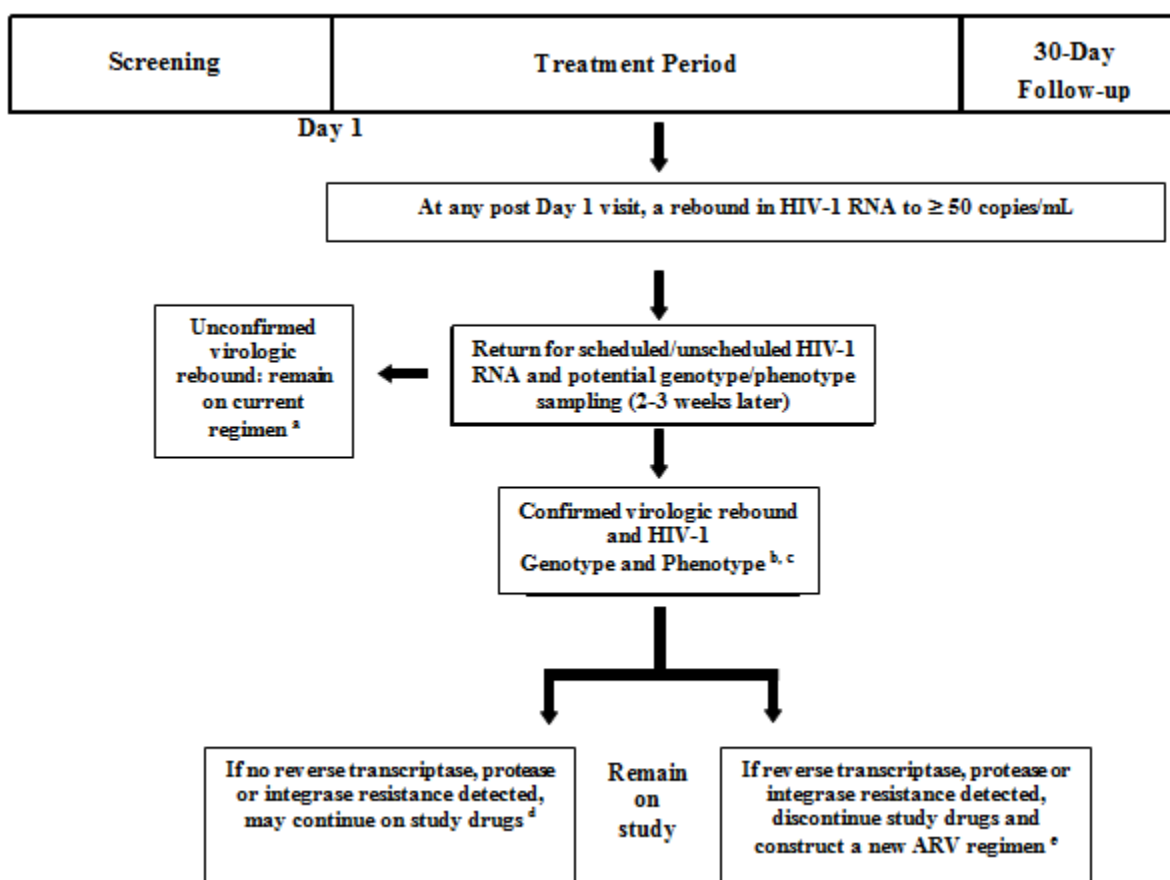 Screening
Treatment Period
30-Day
Follow-up
Day 1
At any post Day 1 visit, a rebound in HIV-1 RNA to ≥ 50 copies/mL
Unconfirmed
virologic
rebound: remain
on current
regimen a
Return for scheduled/unscheduled HIV-1
RNA and potential genotype/phenotype
sampling (2-3 weeks later)
Confirmed virologic rebound
and HIV-1
Genotype and Phenotype b, c
If no reverse transcriptase, protease
or integrase resistance detected,
may continue on study drugs d
Remain
on
study
If reverse transcriptase, protease or
integrase resistance detected,
discontinue study drugs and
construct a new ARV regimen e